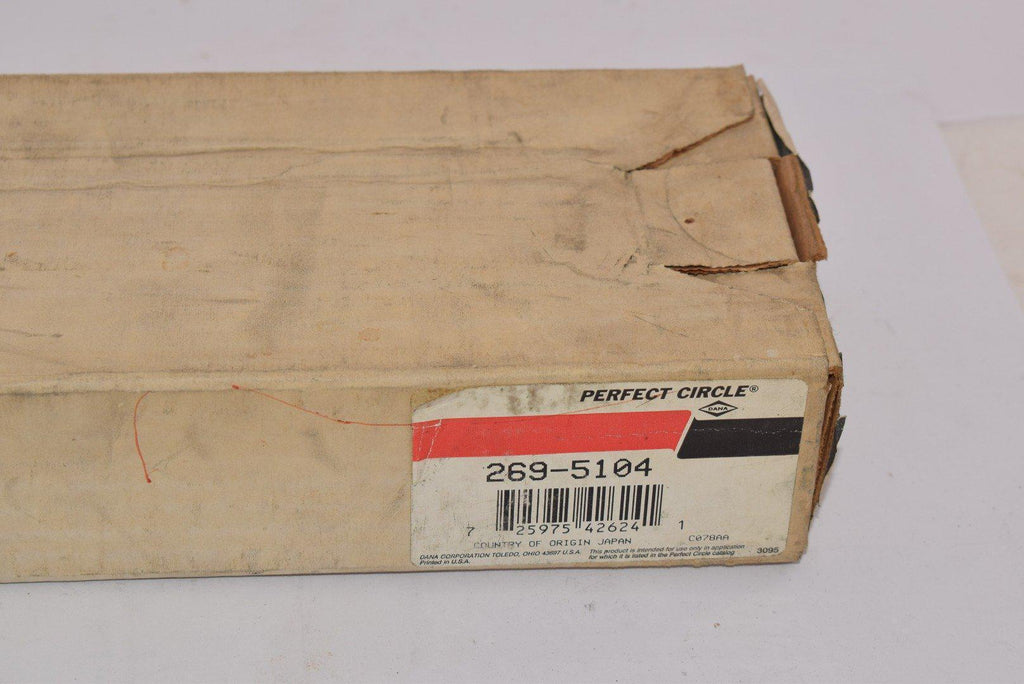 PERFECT CIRCLE®
DANA
269-5104
7 25975 42624 1
COUNTRY OF ORIGIN JAPAN
C078AA
DANA CORPORATION TOLEDO, OHIO 43697 U.S.A.
Printed in U.S.A.
This product is intended for use only in application
for which it is listed in the Perfect Circle catalog
3095